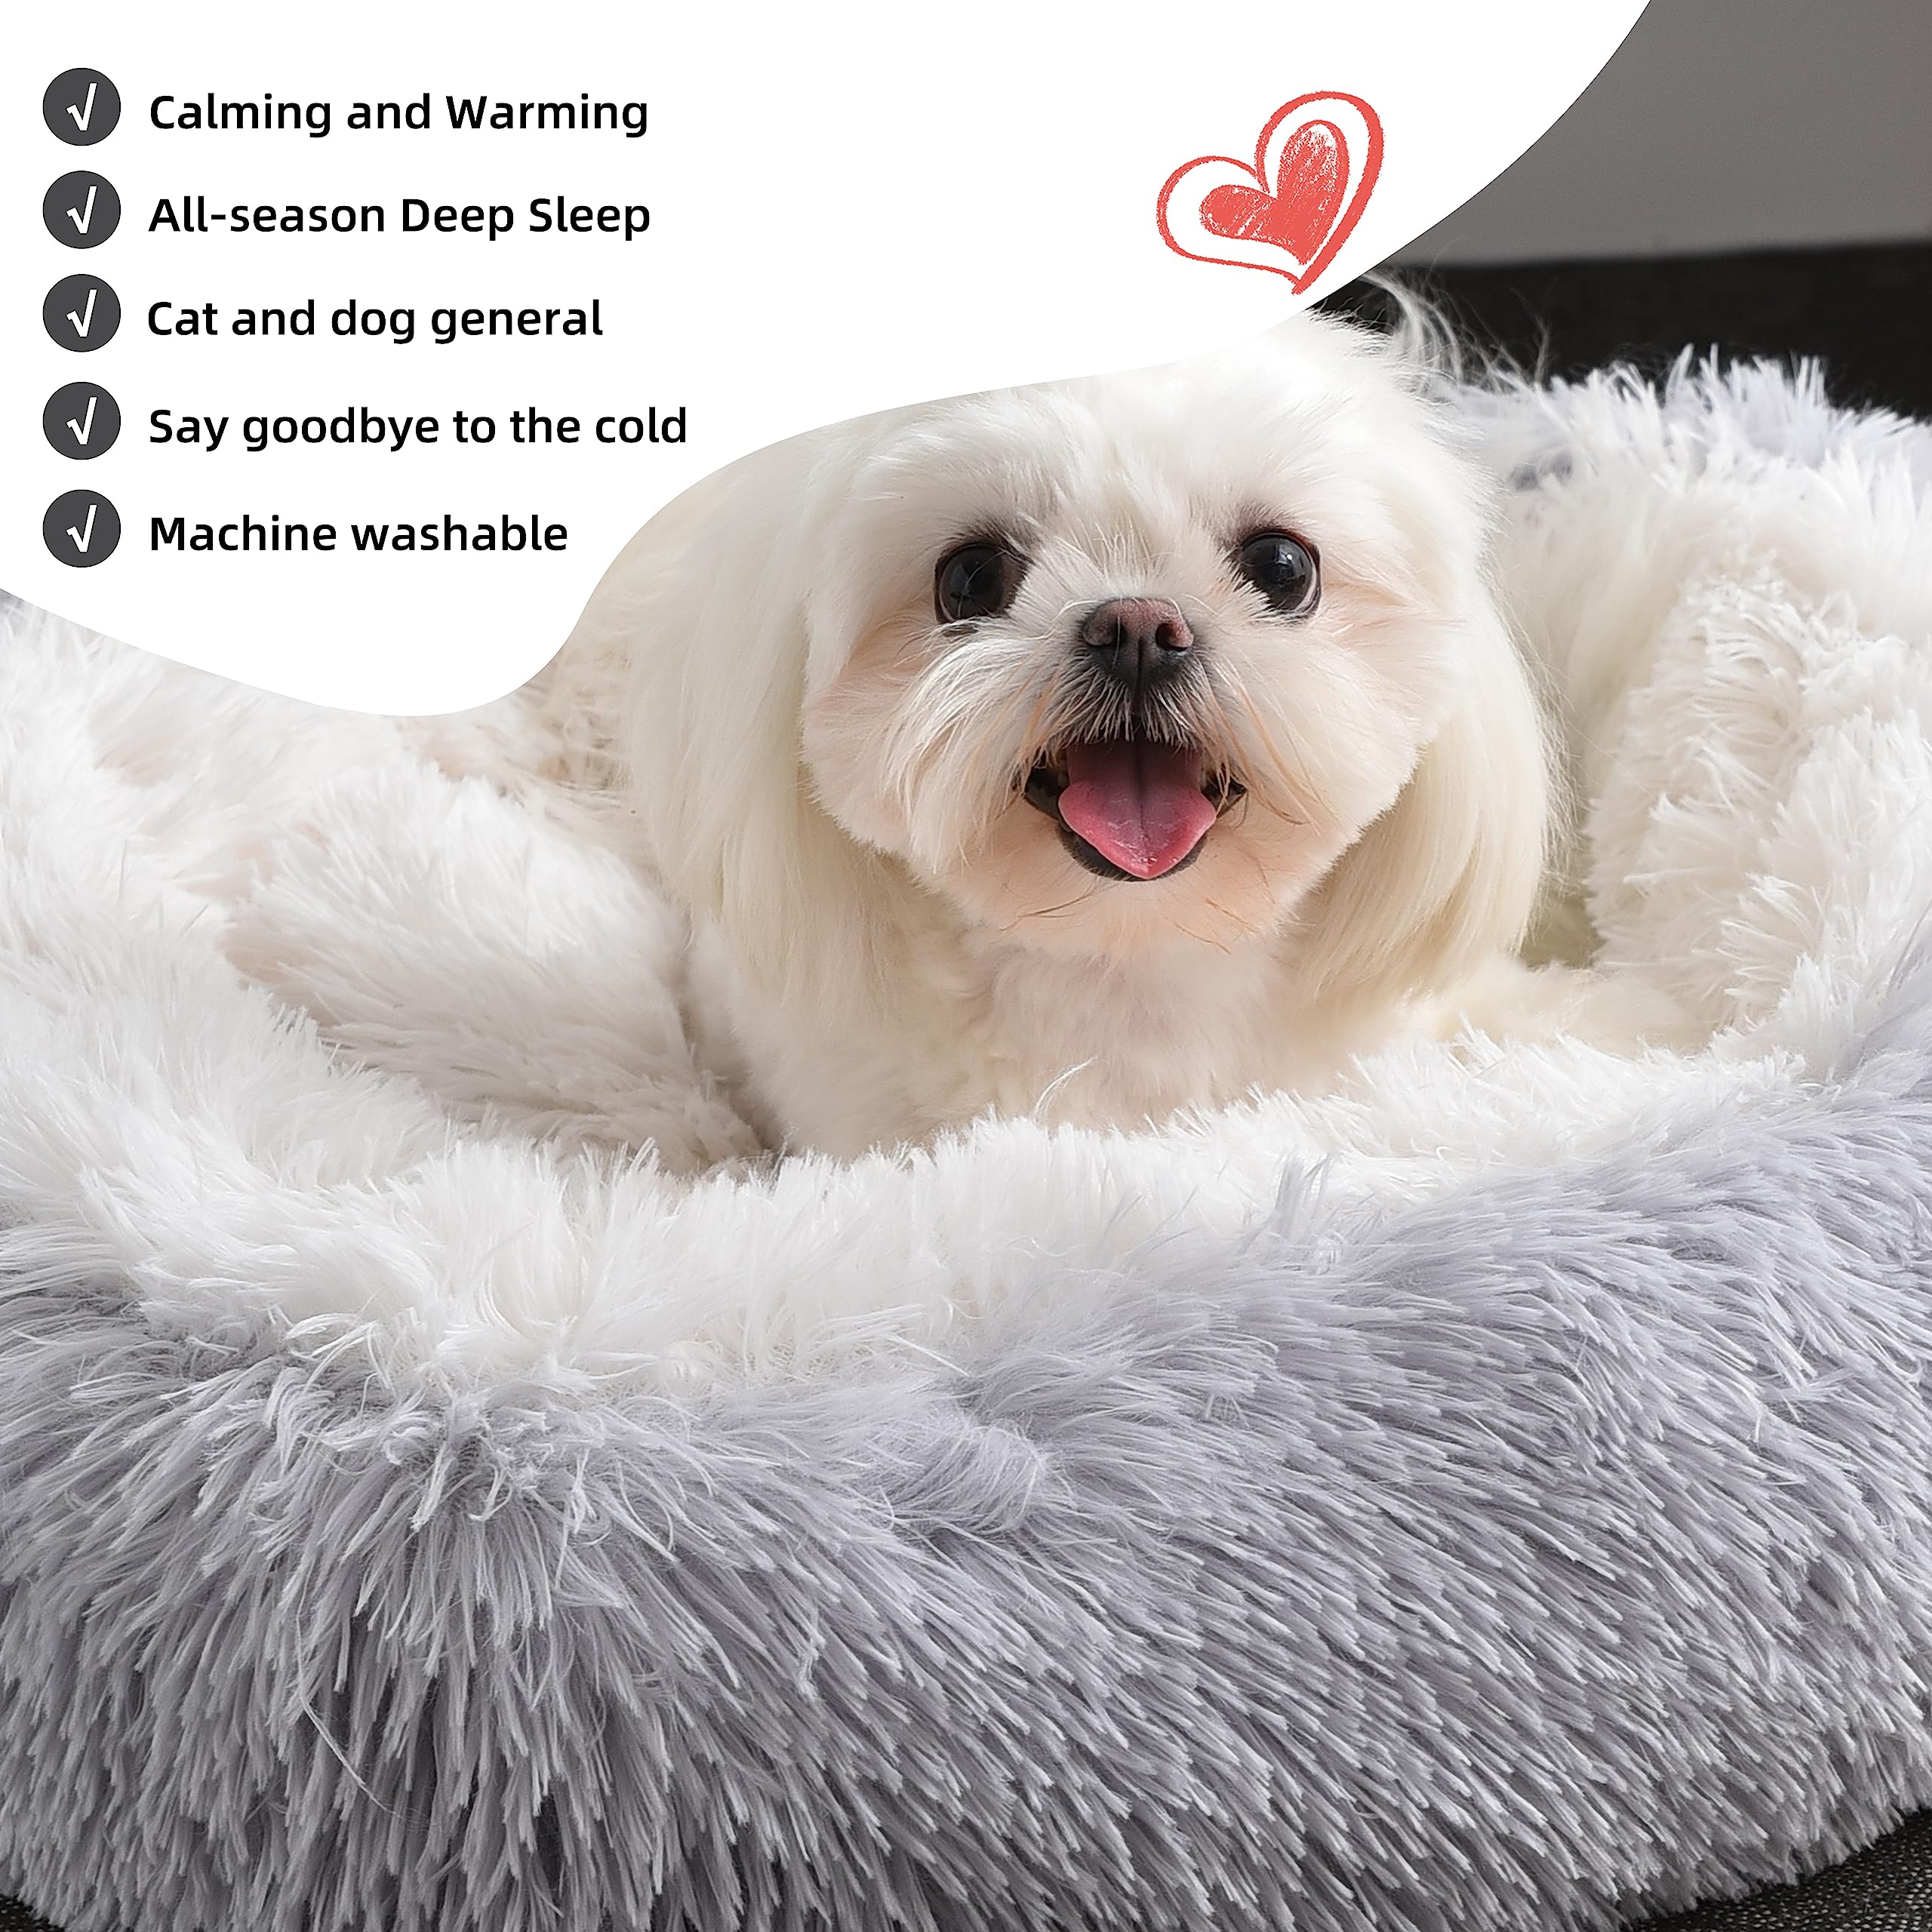 Calming and Warming
All-season Deep Sleep
Cat and dog general
Say goodbye to the cold
Machine washable